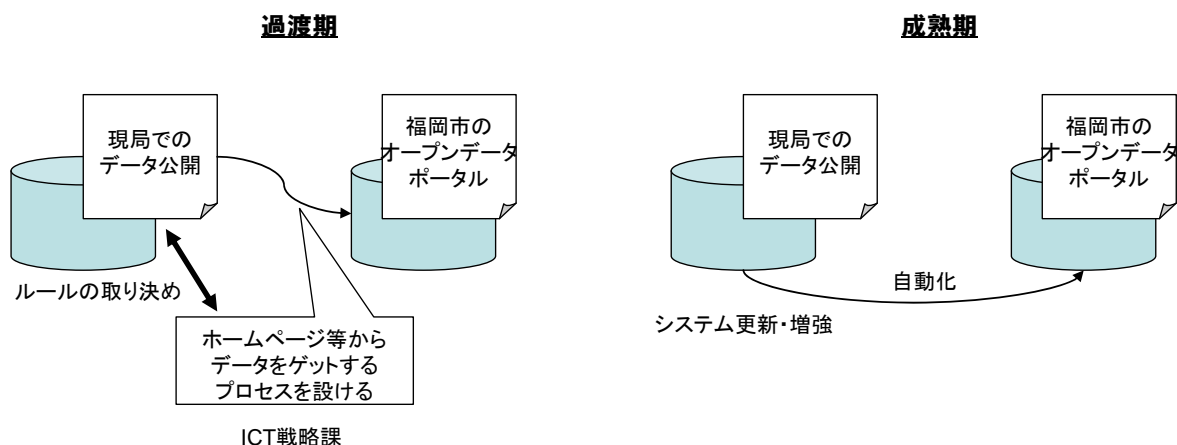 過渡期
現局での
データ公開
福岡市の
オープンデータ
ポータル
ルールの取り決め
ホームページ等から
データをゲットする
プロセスを設ける
ICT戦略課
成熟期
現局での
データ公開
福岡市の
オープンデータ
ポータル
自動化
システム更新・増強